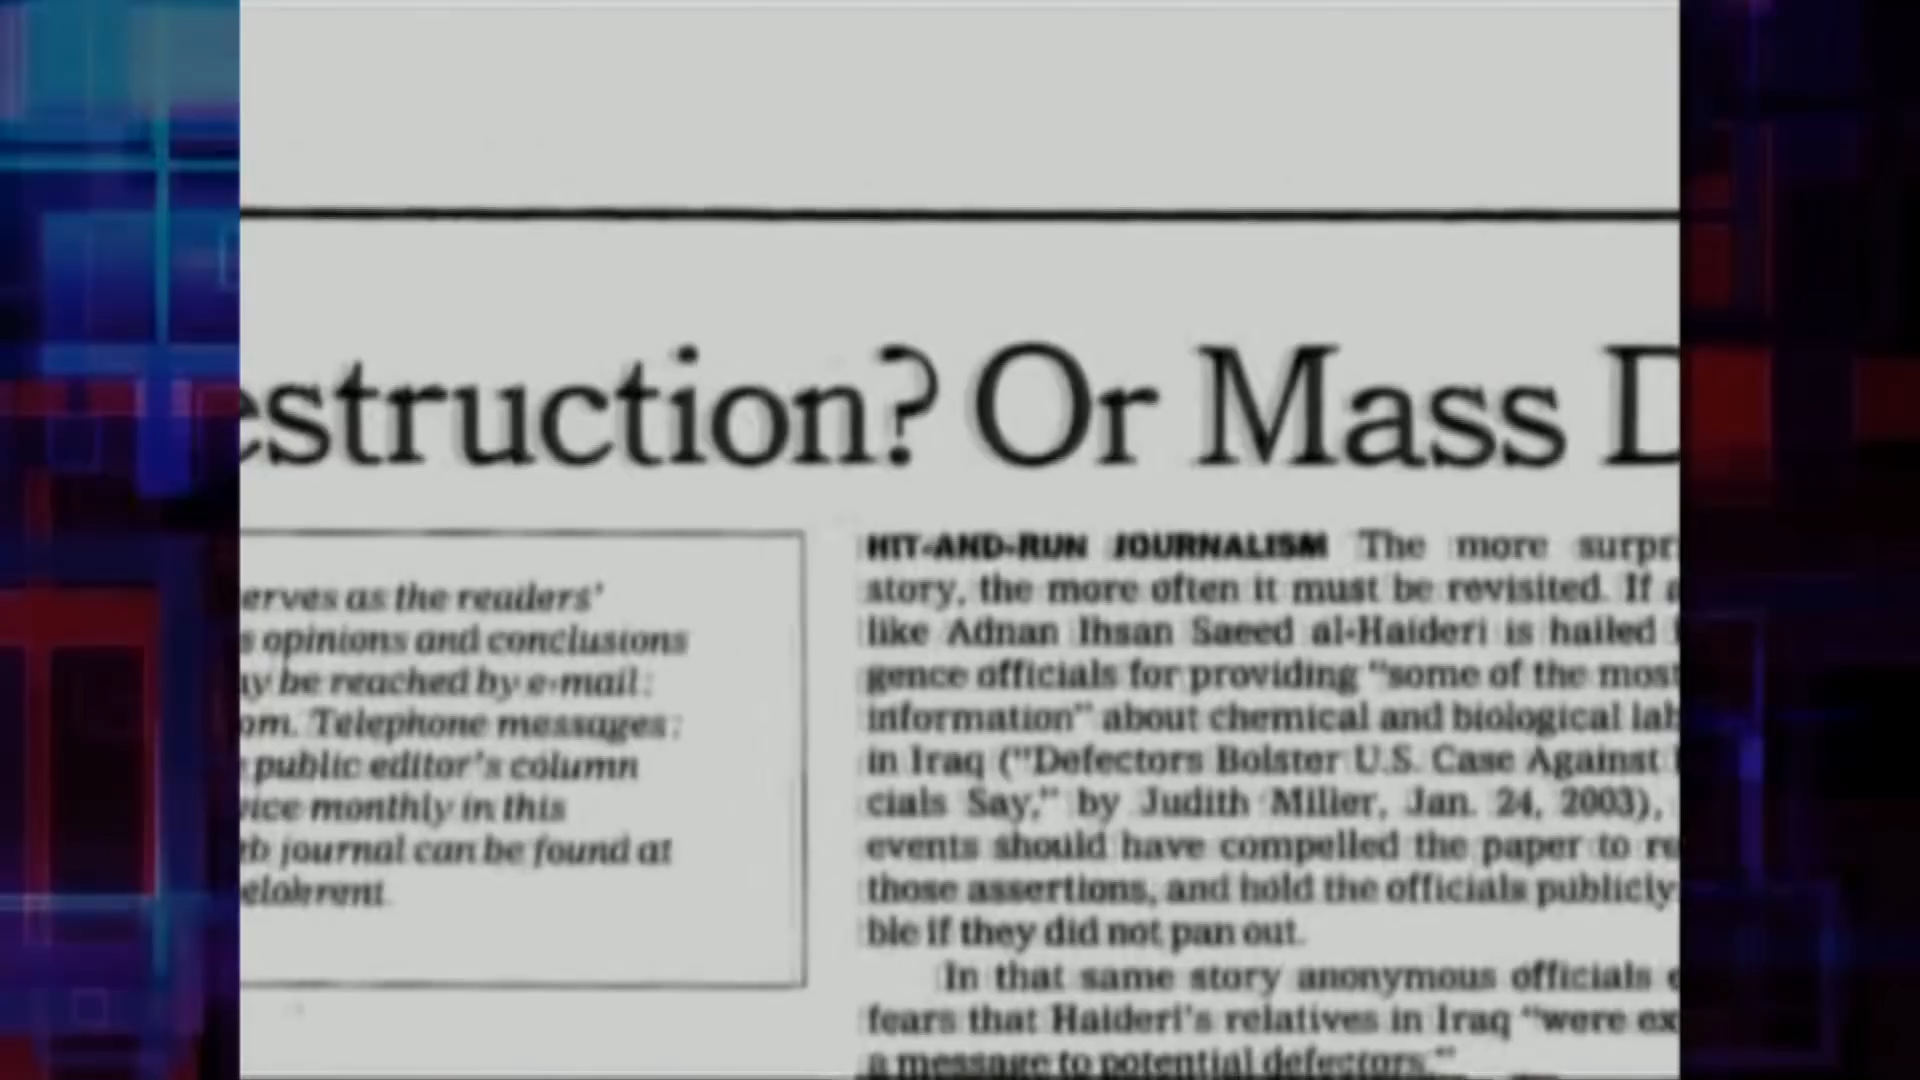 estruction? Or Mass D
erves as the readers'
s opinions and conclusions
y be reached by e-mail:
om. Telephone messages:
public editor's column
ice monthly in this
b journal can be found at
elokrent.
HIT-AND-RUN JOURNALISM The more surpr
story, the more often it must be revisited. If a
like Adnan Ihsan Saeed al-Haideri is hailed
gence officials for providing "some of the most
information" about chemical and biological lab
in Iraq ("Defectors Bolster U.S. Case Against
cials Say," by Judith Miller, Jan. 24, 2003),
events should have compelled the paper to re
those assertions, and hold the officials publicly
ble if they did not pan out.
In that same story anonymous officials e
fears that Haideri's relatives in Iraq "were ex
a message to potential defectors."